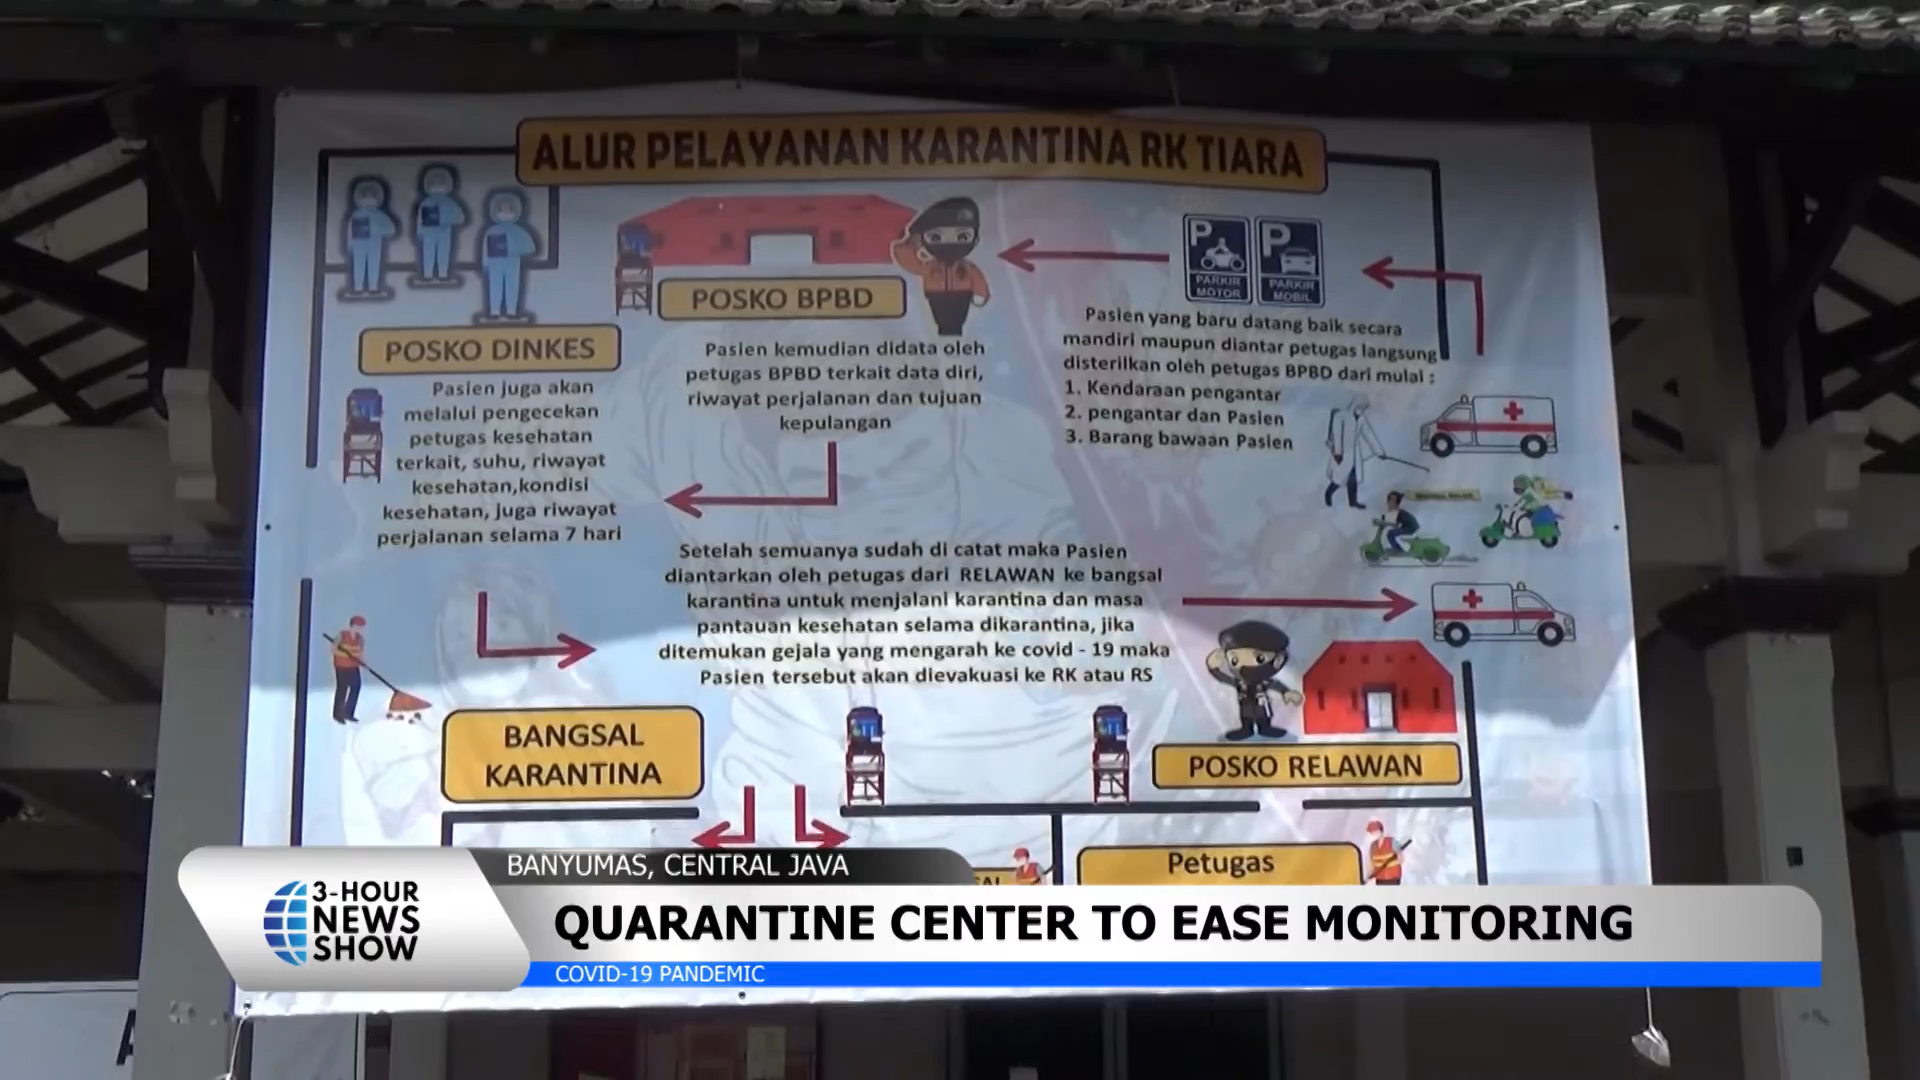 ALUR PELAYANAN KARANTINA RK TIARA
P
PARKIR
MOTOR
P
PARKIR
MOBIL
Pasien yang baru datang baik secara
mandiri maupun diantar petugas langsung
disterilkan oleh petugas BPBD dari mulai :
1. Kendaraan pengantar
2. pengantar dan Pasien
3. Barang bawaan Pasien
POSKO BPBD
Pasien kemudian didata oleh
petugas BPBD terkait data diri,
riwayat perjalanan dan tujuan
kepulangan
POSKO DINKES
Pasien juga akan
melalui pengecekan
petugas kesehatan
terkait, suhu, riwayat
kesehatan,kondisi
kesehatan, juga riwayat
perjalanan selama 7 hari
Setelah semuanya sudah di catat maka Pasien
diantarkan oleh petugas dari RELAWAN ke bangsal
karantina untuk menjalani karantina dan masa
pantauan kesehatan selama dikarantina, jika
ditemukan gejala yang mengarah ke covid - 19 maka
Pasien tersebut akan dievakuasi ke RK atau RS
BANGSAL
KARANTINA
POSKO RELAWAN
Petugas
BANYUMAS, CENTRAL JAVA
3-HOUR
NEWS
SHOW
QUARANTINE CENTER TO EASE MONITORING
COVID-19 PANDEMIC